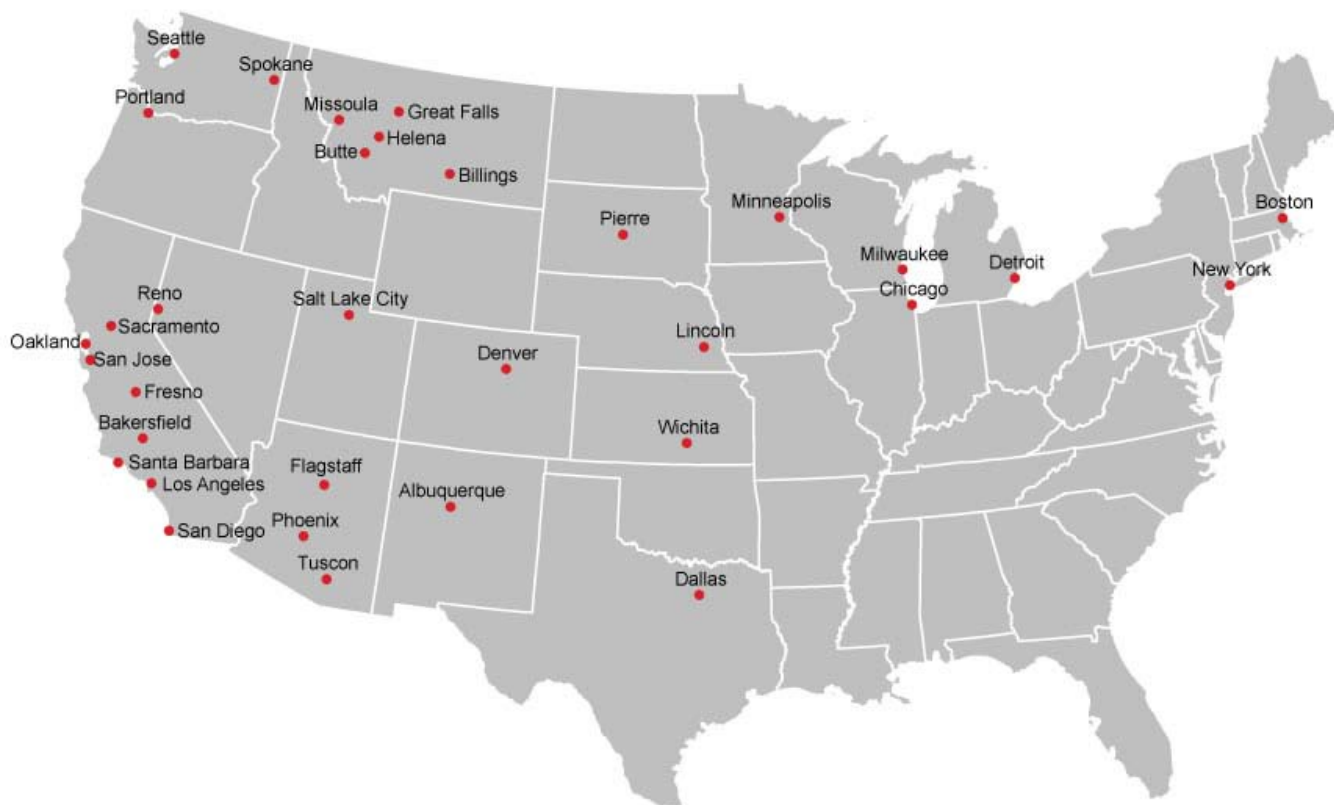 Seattle
Spokane
Portland
Missoula
Great Falls
Helena
Butte
Billings
Minneapolis
Pierre
Boston
Milwaukee
Detroit
New York
Chicago
Reno
Salt Lake City
Sacramento
Oakland
San Jose
Lincoln
Denver
Fresno
Bakersfield
Wichita
Santa Barbara
Flagstaff
Los Angeles
Albuquerque
Phoenix
San Diego
Tuscon
Dallas